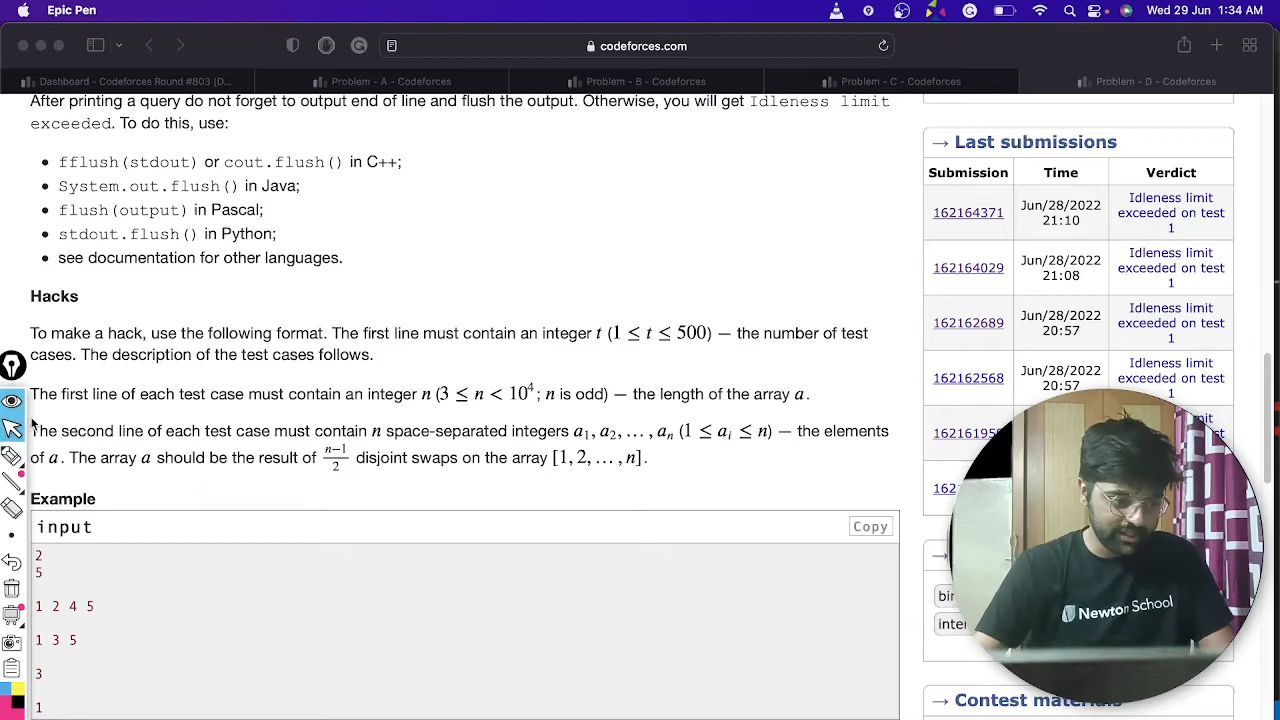 Epic Pen
Wed 29 Jun 1:34 AM
codeforces.com
Dashboard - Codeforces Round #803 (D...
Problem - A - Codeforces
Problem - B - Codeforces
Problem - C - Codeforces
Problem - D - Codeforces
After printing a query do not forget to output end of line and flush the output. Otherwise, you will get Idleness limit
exceeded. To do this, use:
fflush(stdout) or cout.flush() in C++;
System.out.flush() in Java;
flush(output) in Pascal;
stdout.flush() in Python;
see documentation for other languages.
Hacks
To make a hack, use the following format. The first line must contain an integer t (1 ≤ t ≤ 500) — the number of test
cases. The description of the test cases follows.
The first line of each test case must contain an integer n (3 ≤ n < 10^4; n is odd) — the length of the array a.
The second line of each test case must contain n space-separated integers a1, a2, …, an (1 ≤ ai ≤ n) — the elements
of a. The array a should be the result of (n−1)/2 disjoint swaps on the array [1, 2, …, n].
Example
input
Copy
2
5
1 2 4 5
1 3 5
3
1
→ Last submissions
Submission Time Verdict
162164371 Jun/28/2022 21:10 Idleness limit exceeded on test 1
162164029 Jun/28/2022 21:08 Idleness limit exceeded on test 1
162162689 Jun/28/2022 20:57 Idleness limit exceeded on test 1
162162568 Jun/28/2022 20:57 Idleness limit exceeded on test 1
Newton School
→ Contest materials